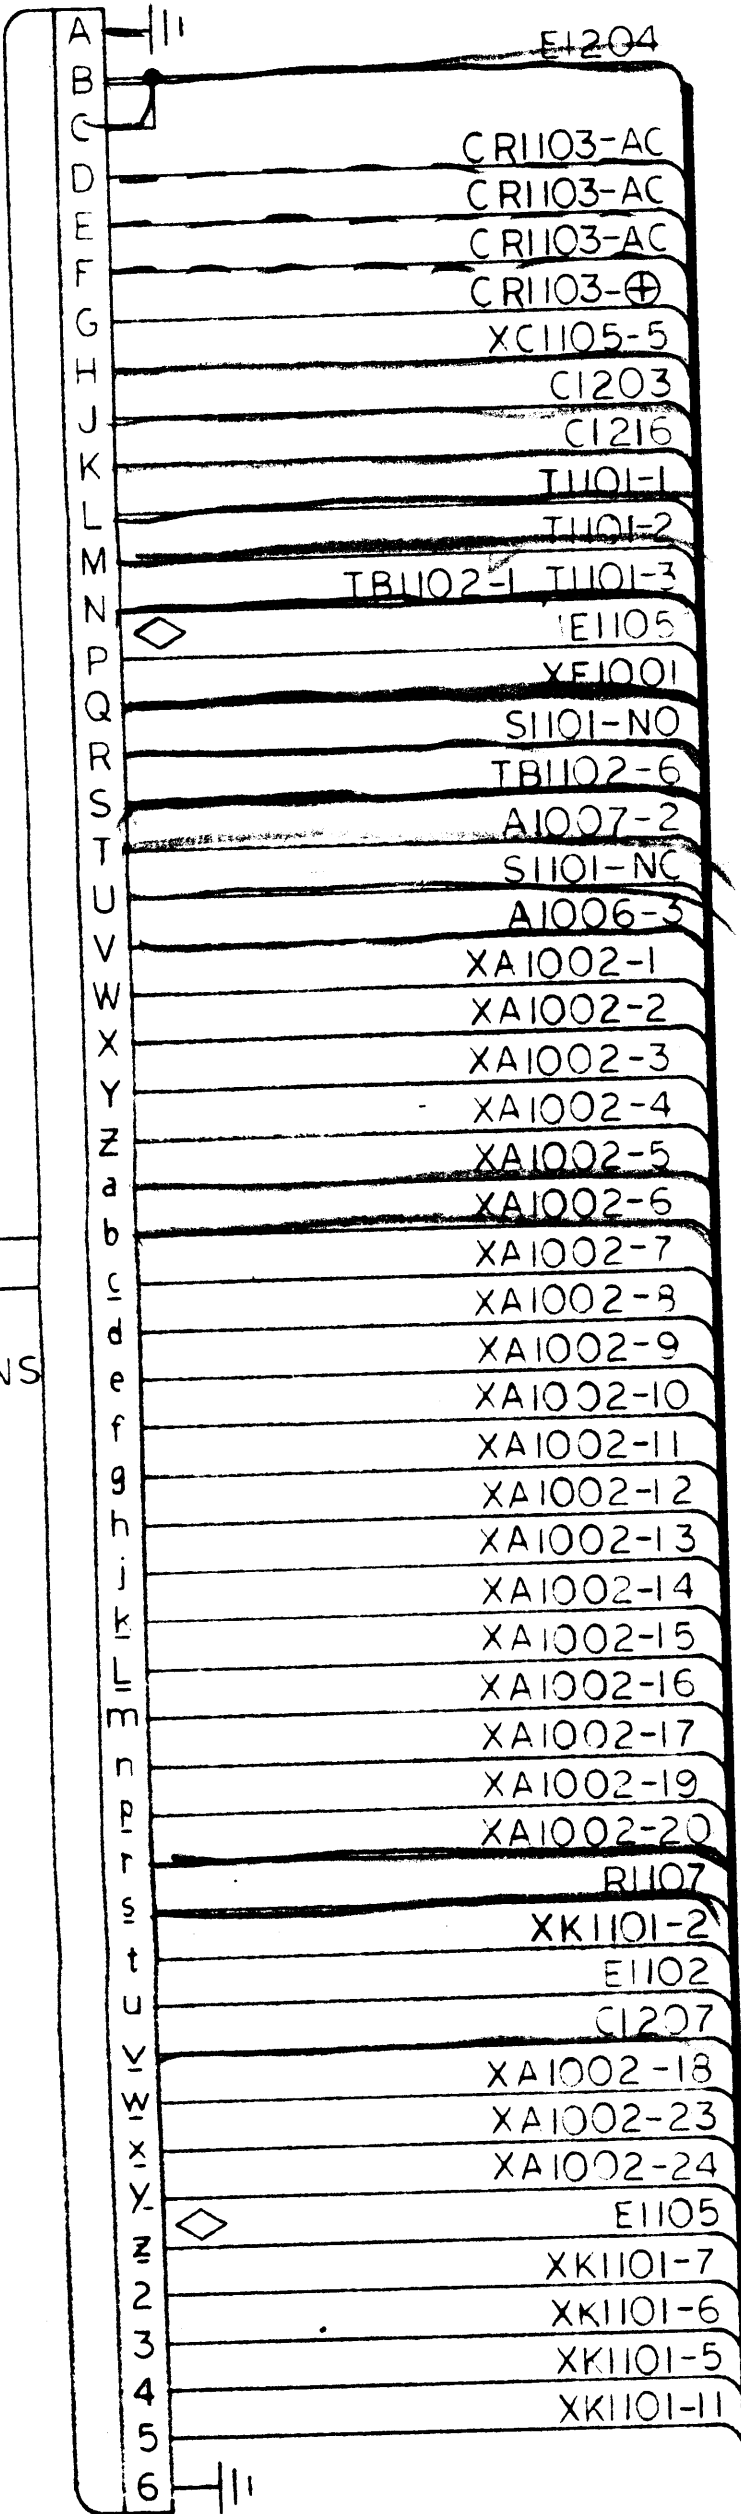 A
E1204
B
C
CR1103-AC
D
CR1103-AC
E
CR1103-AC
F
CR1103-⊕
G
XC1105-5
H
C1203
J
C1216
K
T1101-1
L
T1101-2
M
TB1102-1 T1101-3
N
E1105
P
XF1001
Q
S1101-NO
R
TB1102-6
S
A1007-2
T
S1101-NC
U
A1006-3
V
XA1002-1
W
XA1002-2
X
XA1002-3
Y
XA1002-4
Z
XA1002-5
a
XA1002-6
b
XA1002-7
c
XA1002-8
d
XA1002-9
NS
e
XA1002-10
f
XA1002-11
g
XA1002-12
h
XA1002-13
j
XA1002-14
k
XA1002-15
L
XA1002-16
m
XA1002-17
n
XA1002-19
p
XA1002-20
r
R1107
s
XK1101-2
t
E1102
u
C1207
v
XA1002-18
w
XA1002-23
x
XA1002-24
y
E1105
z
XK1101-7
2
XK1101-6
3
XK1101-5
4
XK1101-11
5
6